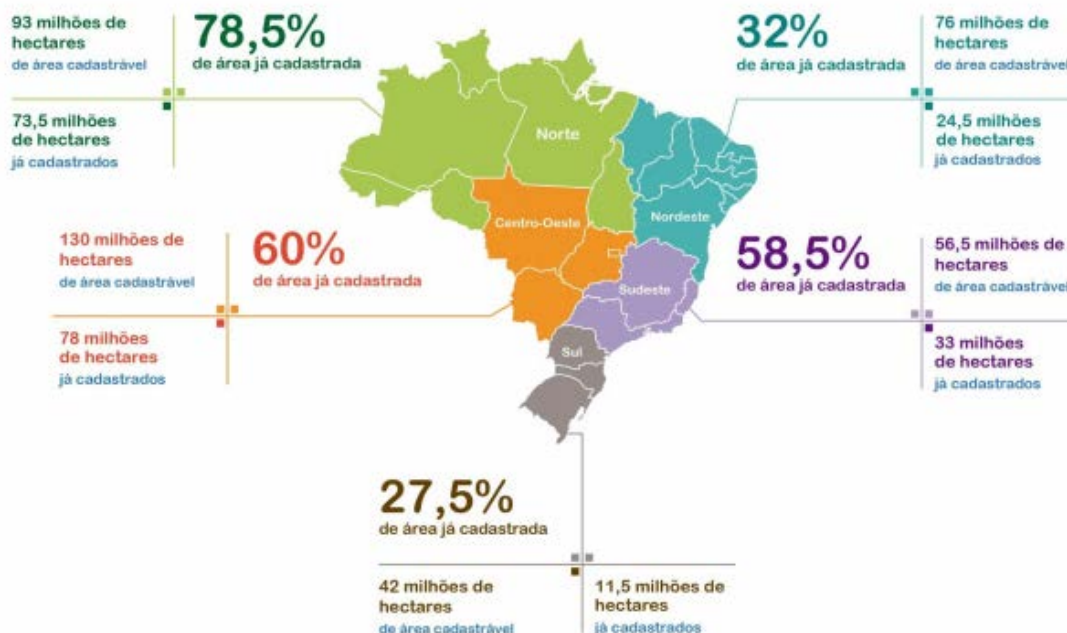 93 milhões de
hectares
de área cadastrável
73,5 milhões
de hectares
já cadastrados
78,5%
de área já cadastrada
32%
de área já cadastrada
76 milhões de
hectares
de área cadastrável
24,5 milhões
de hectares
já cadastrados
Norte
Nordeste
Centro-Oeste
Sudeste
Sul
130 milhões de
hectares
de área cadastrável
78 milhões
de hectares
já cadastrados
60%
de área já cadastrada
58,5%
de área já cadastrada
56,5 milhões de
hectares
de área cadastrável
33 milhões
de hectares
já cadastrados
27,5%
de área já cadastrada
42 milhões de
hectares
de área cadastrável
11,5 milhões de
hectares
já cadastrados